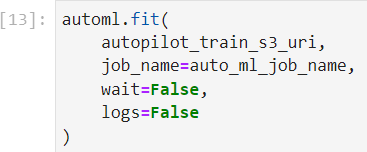 [13]: automl.fit(
    autopilot_train_s3_uri,
    job_name=auto_ml_job_name,
    wait=False,
    logs=False
)